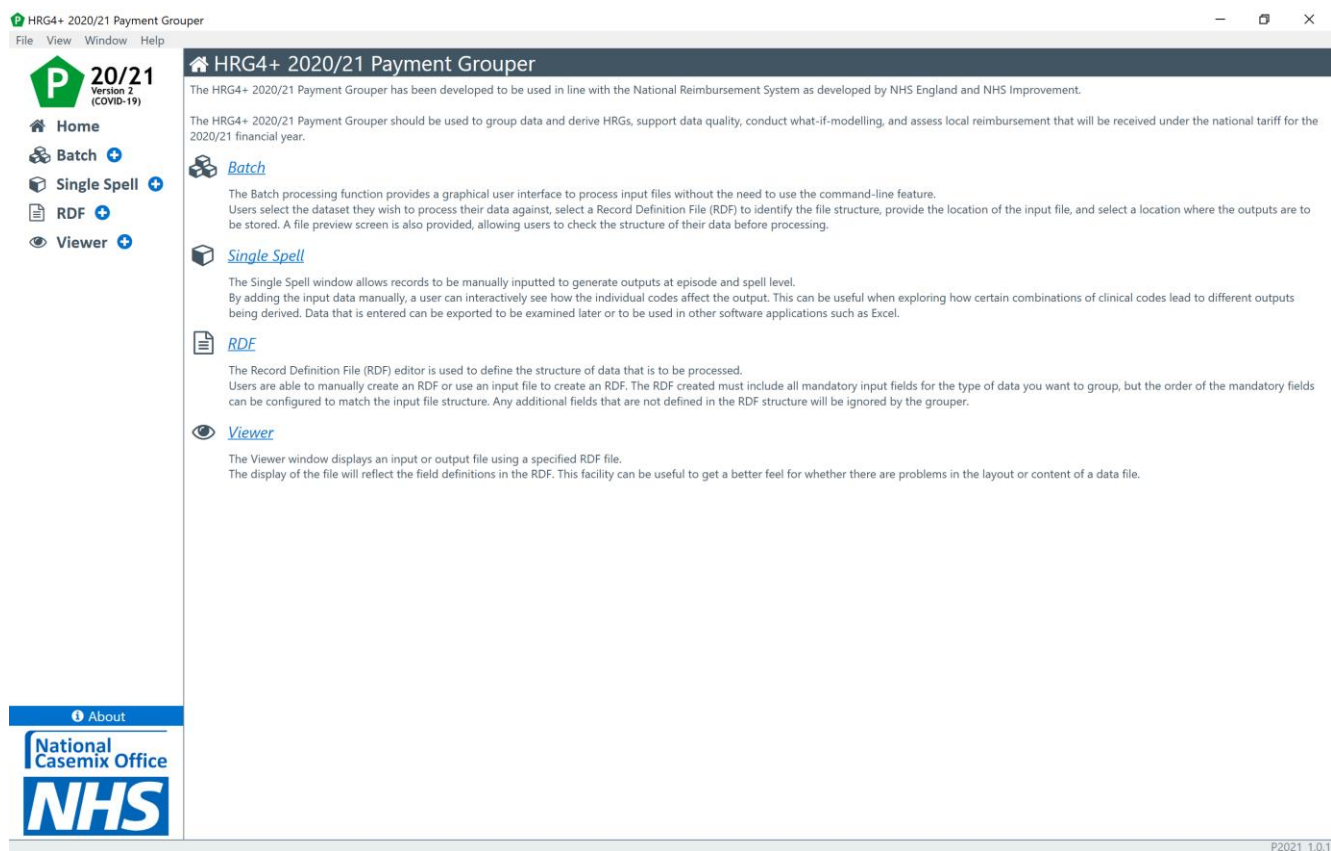 HRG4+ 2020/21 Payment Grouper
File View Window Help
P 20/21
Version 2
(COVID-19)
Home
Batch
Single Spell
RDF
Viewer
HRG4+ 2020/21 Payment Grouper
The HRG4+ 2020/21 Payment Grouper has been developed to be used in line with the National Reimbursement System as developed by NHS England and NHS Improvement.
The HRG4+ 2020/21 Payment Grouper should be used to group data and derive HRGs, support data quality, conduct what-if-modelling, and assess local reimbursement that will be received under the national tariff for the
2020/21 financial year.
Batch
The Batch processing function provides a graphical user interface to process input files without the need to use the command-line feature.
Users select the dataset they wish to process their data against, select a Record Definition File (RDF) to identify the file structure, provide the location of the input file, and select a location where the outputs are to
be stored. A file preview screen is also provided, allowing users to check the structure of their data before processing.
Single Spell
The Single Spell window allows records to be manually inputted to generate outputs at episode and spell level.
By adding the input data manually, a user can interactively see how the individual codes affect the output. This can be useful when exploring how certain combinations of clinical codes lead to different outputs
being derived. Data that is entered can be exported to be examined later or to be used in other software applications such as Excel.
RDF
The Record Definition File (RDF) editor is used to define the structure of data that is to be processed.
Users are able to manually create an RDF or use an input file to create an RDF. The RDF created must include all mandatory input fields for the type of data you want to group, but the order of the mandatory fields
can be configured to match the input file structure. Any additional fields that are not defined in the RDF structure will be ignored by the grouper.
Viewer
The Viewer window displays an input or output file using a specified RDF file.
The display of the file will reflect the field definitions in the RDF. This facility can be useful to get a better feel for whether there are problems in the layout or content of a data file.
About
National
Casemix Office
NHS
P2021 1.0.1